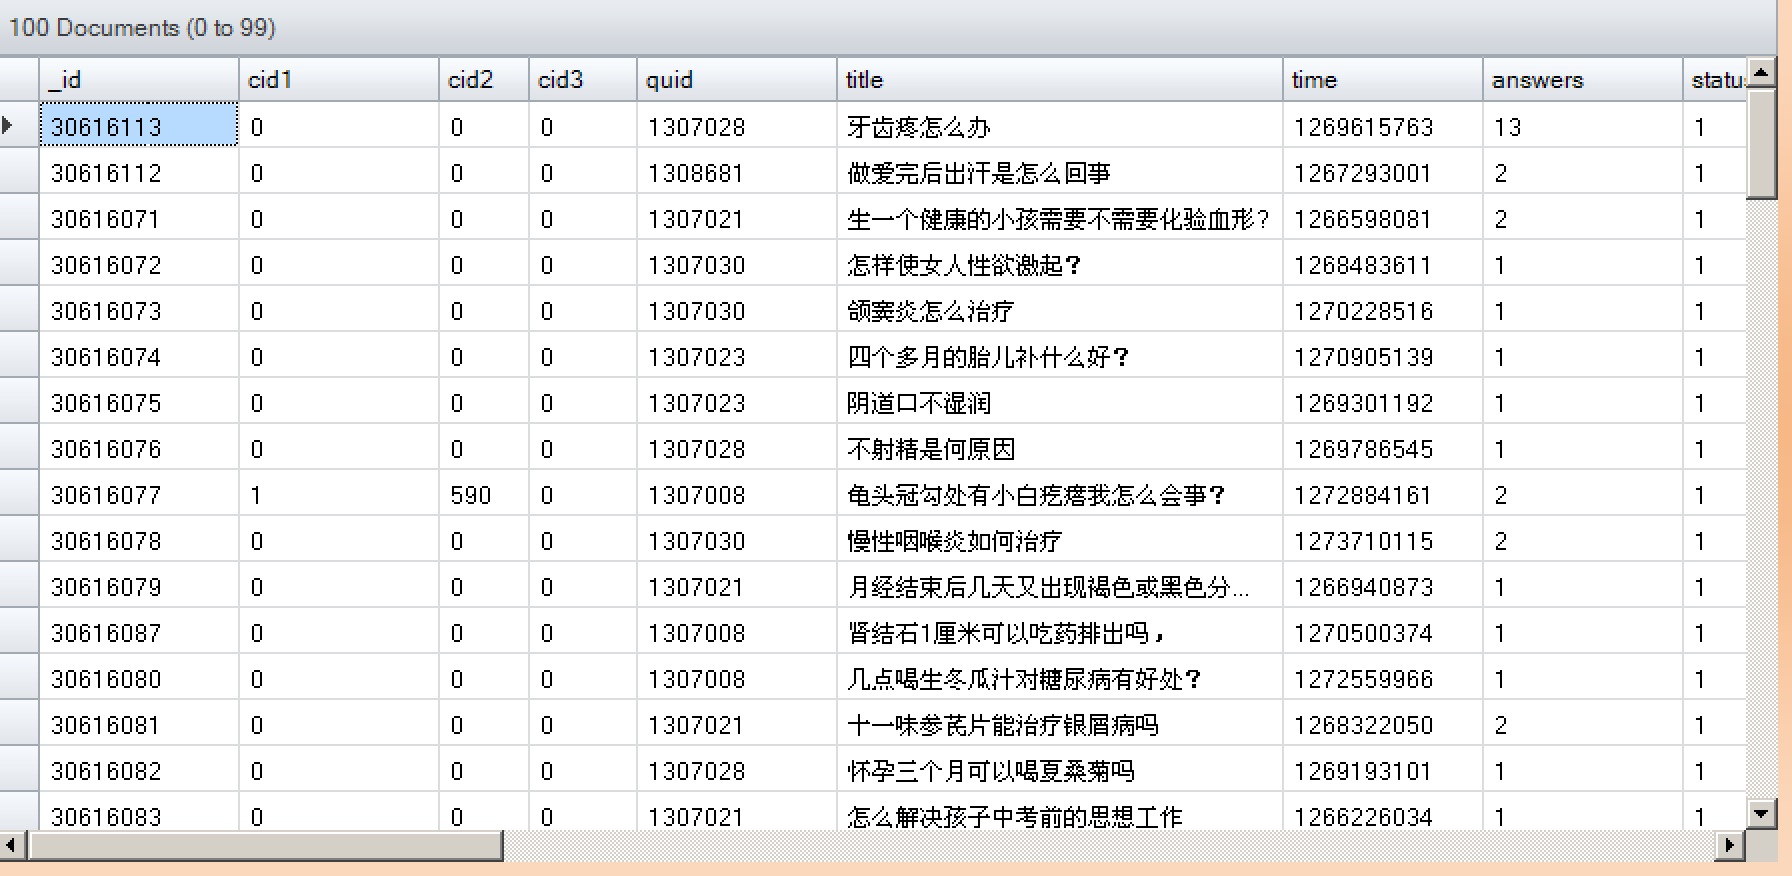 100 Documents (0 to 99)
_id cid1 cid2 cid3 quid title time answers statu
30616113 0 0 0 1307028 牙齿疼怎么办 1269615763 13 1
30616112 0 0 0 1308681 做爱完后出汗是怎么回事 1267293001 2 1
30616071 0 0 0 1307021 生一个健康的小孩需要不需要化验血形? 1266598081 2 1
30616072 0 0 0 1307030 怎样使女人性欲激起? 1268483611 1 1
30616073 0 0 0 1307030 颌窦炎怎么治疗 1270228516 1 1
30616074 0 0 0 1307023 四个多月的胎儿补什么好? 1270905139 1 1
30616075 0 0 0 1307023 阴道口不湿润 1269301192 1 1
30616076 0 0 0 1307028 不射精是何原因 1269786545 1 1
30616077 1 590 0 1307008 龟头冠勾处有小白疙瘩我怎么会事? 1272884161 2 1
30616078 0 0 0 1307030 慢性咽喉炎如何治疗 1273710115 2 1
30616079 0 0 0 1307021 月经结束后几天又出现褐色或黑色分... 1266940873 1 1
30616087 0 0 0 1307008 肾结石1厘米可以吃药排出吗， 1270500374 1 1
30616080 0 0 0 1307008 几点喝生冬瓜汁对糖尿病有好处? 1272559966 1 1
30616081 0 0 0 1307021 十一味参芪片能治疗银屑病吗 1268322050 2 1
30616082 0 0 0 1307028 怀孕三个月可以喝夏桑菊吗 1269193101 1 1
30616083 0 0 0 1307021 怎么解决孩子中考前的思想工作 1266226034 1 1